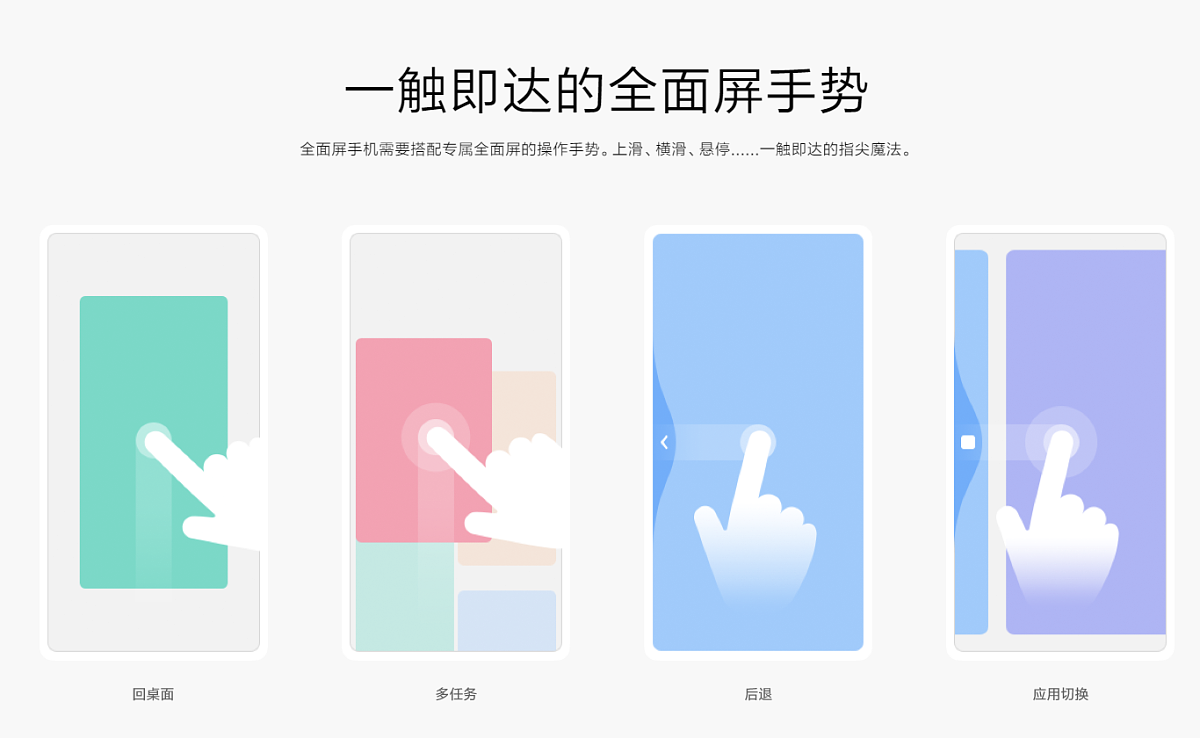 一触即达的全面屏手势
全面屏手机需要搭配专属全面屏的操作手势。上滑、横滑、悬停......一触即达的指尖魔法。
回桌面
多任务
后退
应用切换